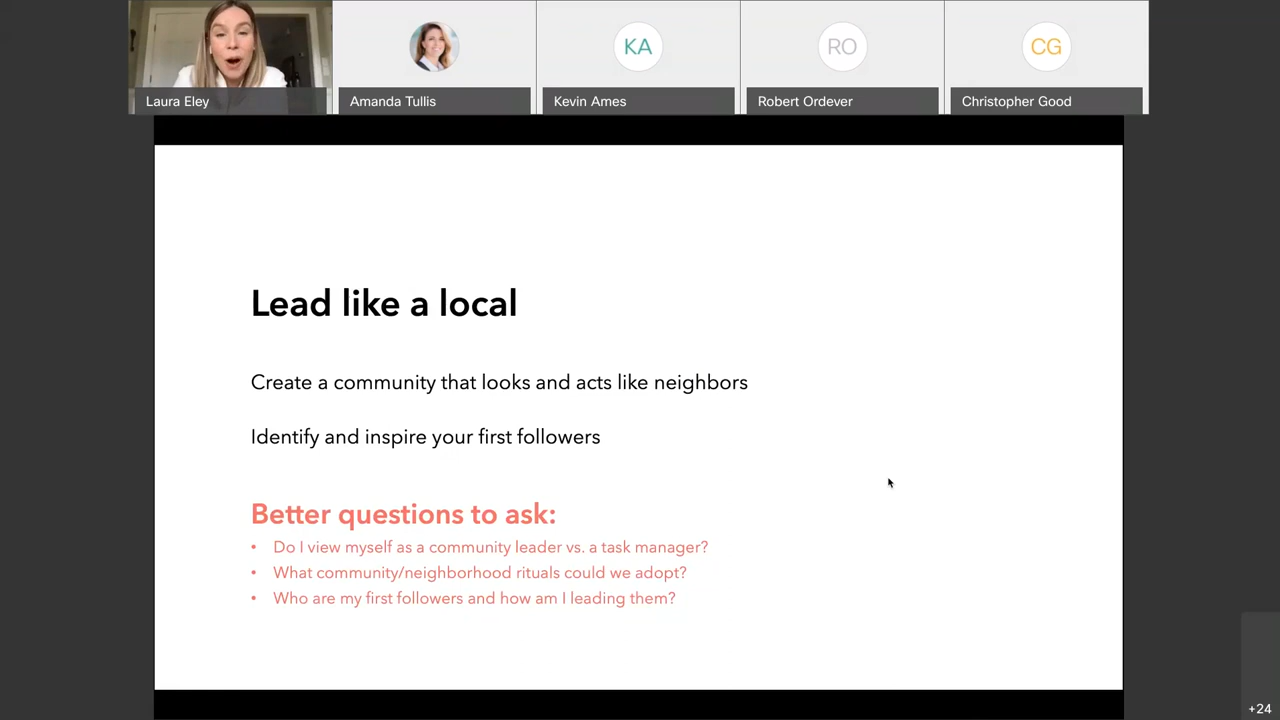 KA
RO
CG
Laura Eley
Amanda Tullis
Kevin Ames
Robert Ordever
Christopher Good
Lead like a local
Create a community that looks and acts like neighbors
Identify and inspire your first followers
Better questions to ask:
• Do I view myself as a community leader vs. a task manager?
• What community/neighborhood rituals could we adopt?
• Who are my first followers and how am I leading them?
+24